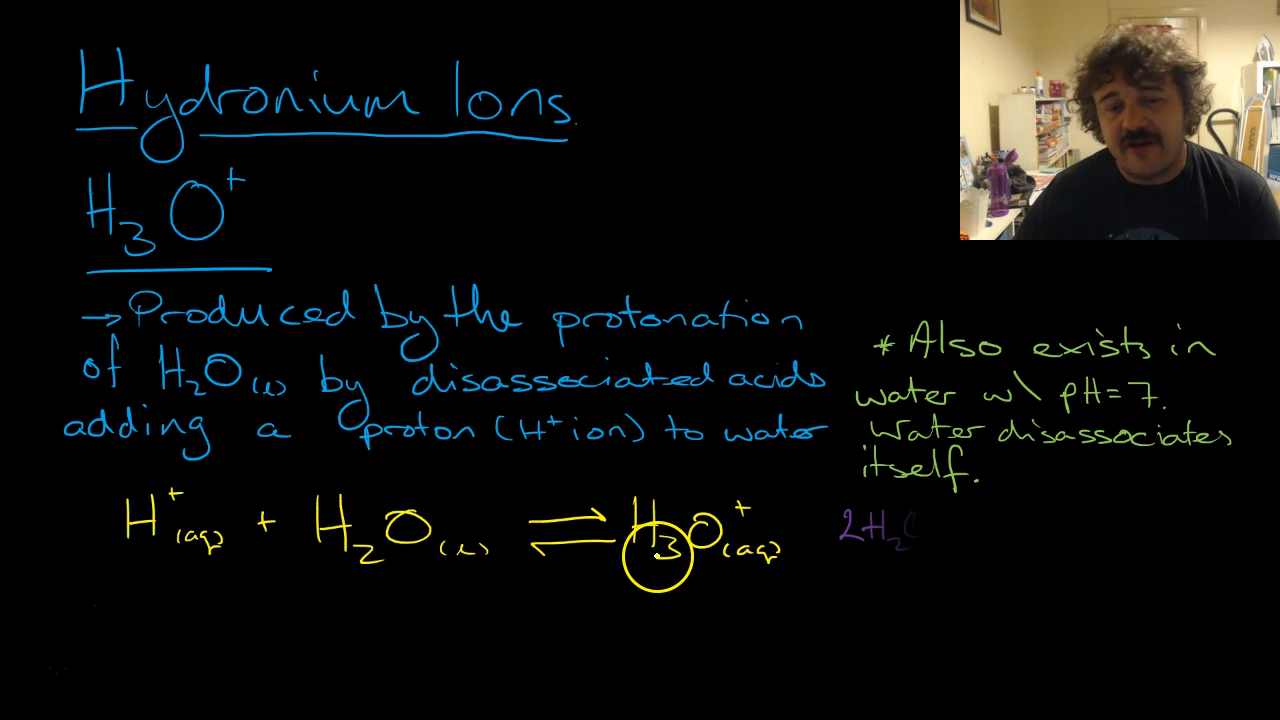 Hydronium Ions
H₃O⁺
→ Produced by the protonation
of H₂O(l) by disassociated acids
adding a proton (H⁺ ion) to water
H⁺(aq) + H₂O(l) ⇌ H₃O⁺(aq)
* Also exists in
water w\ pH=7.
Water disassociates
itself.
2H₂O